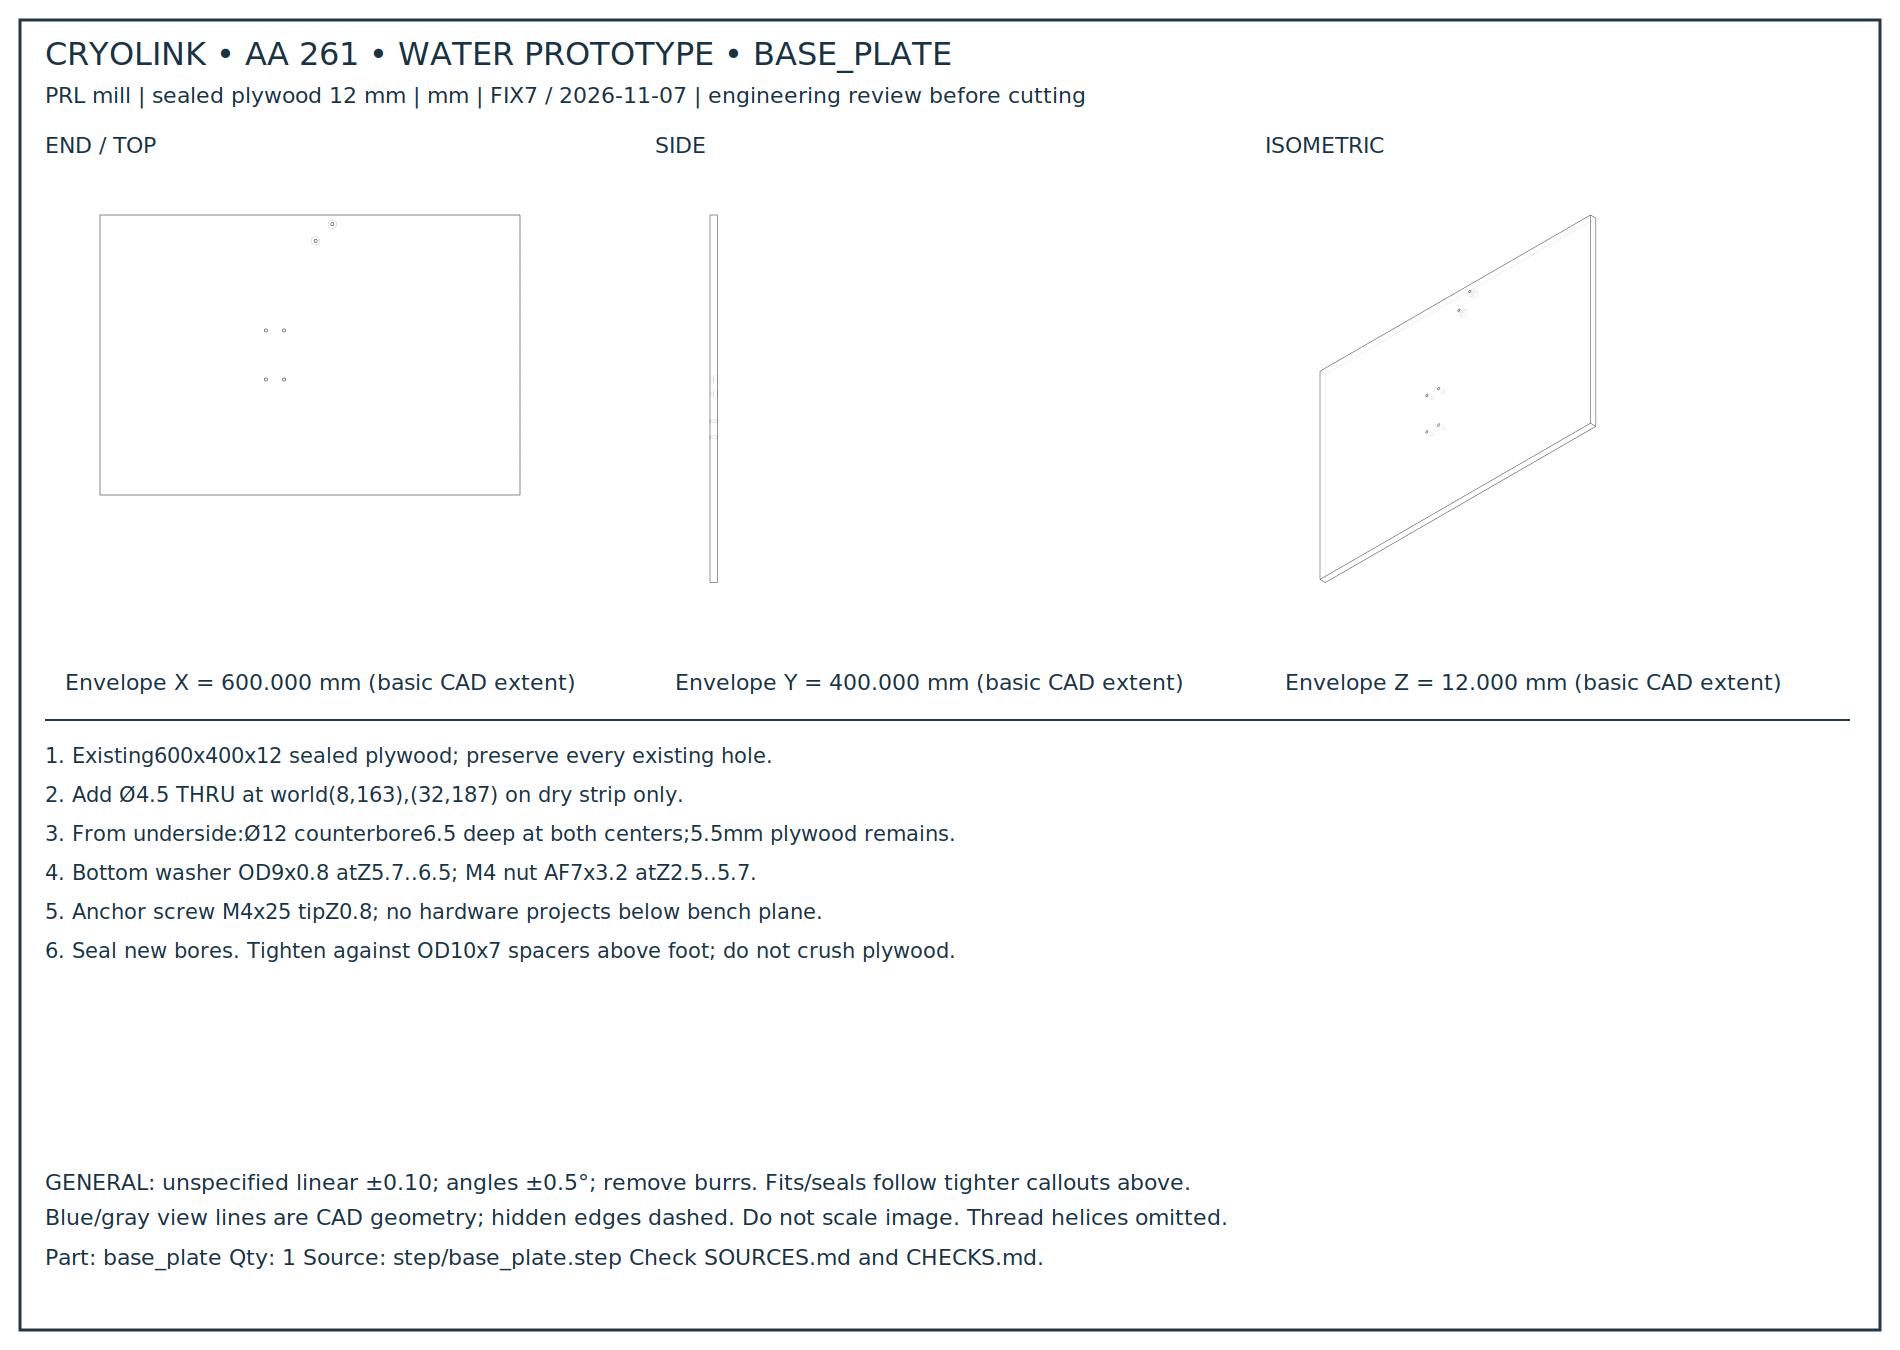 CRYOLINK • AA 261 • WATER PROTOTYPE • BASE_PLATE
PRL mill | sealed plywood 12 mm | mm | FIX7 / 2026-11-07 | engineering review before cutting
END / TOP
SIDE
ISOMETRIC
Envelope X = 600.000 mm (basic CAD extent)
Envelope Y = 400.000 mm (basic CAD extent)
Envelope Z = 12.000 mm (basic CAD extent)
1. Existing600x400x12 sealed plywood; preserve every existing hole.
2. Add Ø4.5 THRU at world(8,163),(32,187) on dry strip only.
3. From underside:Ø12 counterbore6.5 deep at both centers;5.5mm plywood remains.
4. Bottom washer OD9x0.8 atZ5.7..6.5; M4 nut AF7x3.2 atZ2.5..5.7.
5. Anchor screw M4x25 tipZ0.8; no hardware projects below bench plane.
6. Seal new bores. Tighten against OD10x7 spacers above foot; do not crush plywood.
GENERAL: unspecified linear ±0.10; angles ±0.5°; remove burrs. Fits/seals follow tighter callouts above.
Blue/gray view lines are CAD geometry; hidden edges dashed. Do not scale image. Thread helices omitted.
Part: base_plate Qty: 1 Source: step/base_plate.step Check SOURCES.md and CHECKS.md.